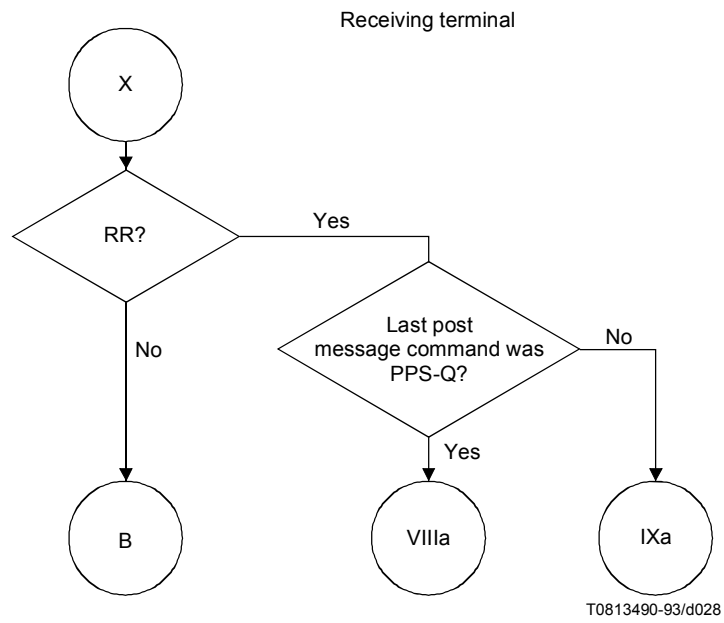 Receiving terminal
X
RR?
Yes
No
Last post
message command was
PPS-Q?
No
Yes
B
VIIIa
IXa
T0813490-93/d028